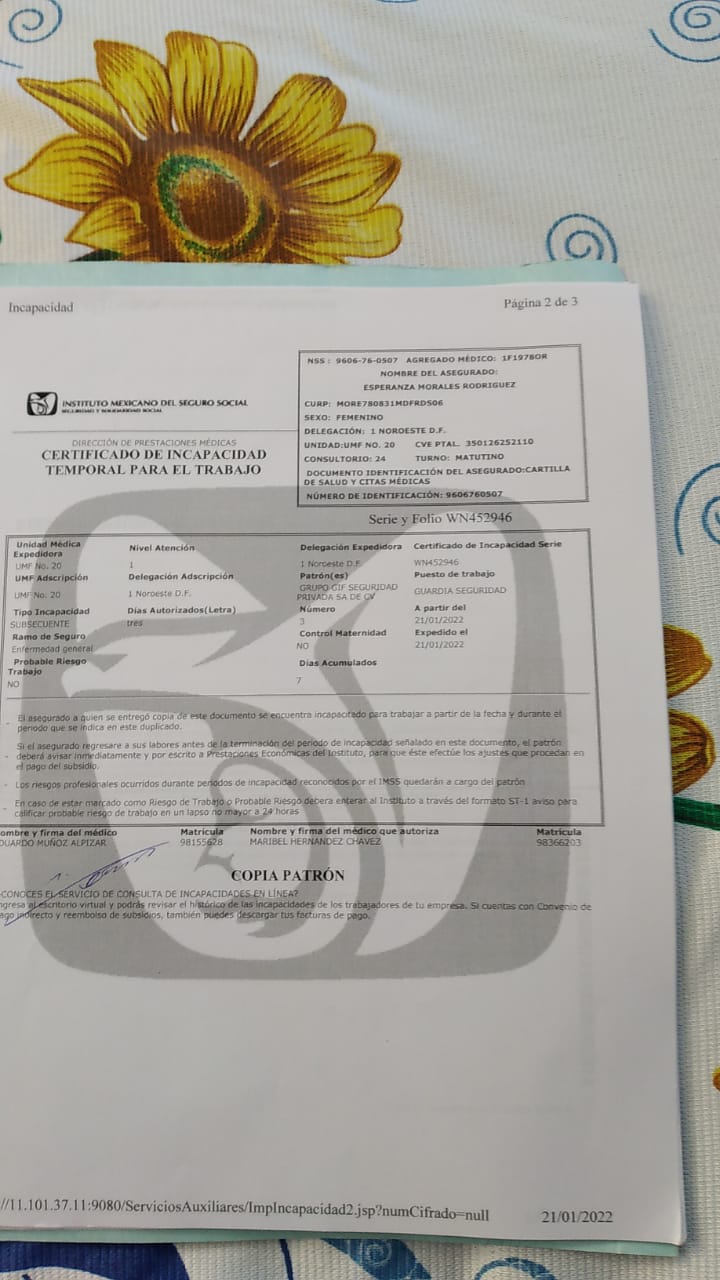 Incapacidad
Página 2 de 3
NSS : 9606-76-0507 AGREGADO MÉDICO: 1F1978OR
NOMBRE DEL ASEGURADO:
ESPERANZA MORALES RODRIGUEZ
CURP: MORE780831MDFRDS06
SEXO: FEMENINO
DELEGACIÓN: 1 NOROESTE D.F.
UNIDAD:UMF NO. 20 CVE PTAL. 350126252110
CONSULTORIO: 24 TURNO: MATUTINO
DOCUMENTO IDENTIFICACIÓN DEL ASEGURADO:CARTILLA
DE SALUD Y CITAS MÉDICAS
NÚMERO DE IDENTIFICACIÓN: 9606760507
INSTITUTO MEXICANO DEL SEGURO SOCIAL
SEGURIDAD Y SOLIDARIDAD SOCIAL
DIRECCIÓN DE PRESTACIONES MÉDICAS
CERTIFICADO DE INCAPACIDAD
TEMPORAL PARA EL TRABAJO
Serie y Folio WN452946
Unidad Médica Expedidora Nivel Atención Delegación Expedidora Certificado de Incapacidad Serie
UMF No. 20 1 1 Noroeste D.F. WN452946
UMF Adscripción Delegación Adscripción Patrón(es) Puesto de trabajo
UMF No. 20 1 Noroeste D.F. GRUPO GIF SEGURIDAD PRIVADA SA DE CV GUARDIA SEGURIDAD
Tipo Incapacidad Días Autorizados(Letra) Número A partir del
SUBSECUENTE tres 3 21/01/2022
Ramo de Seguro Control Maternidad Expedido el
Enfermedad general NO 21/01/2022
Probable Riesgo Trabajo Días Acumulados
NO 7
- El asegurado a quien se entregó copia de este documento se encuentra incapacitado para trabajar a partir de la fecha y durante el
periodo que se indica en este duplicado.
Si el asegurado regresare a sus labores antes de la terminación del periodo de incapacidad señalado en este documento, el patrón
- deberá avisar inmediatamente y por escrito a Prestaciones Económicas del Instituto, para que éste efectúe los ajustes que procedan en
el pago del subsidio.
- Los riesgos profesionales ocurridos durante periodos de incapacidad reconocidos por el IMSS quedarán a cargo del patrón
- En caso de estar marcado como Riesgo de Trabajo o Probable Riesgo debera enterar al Instituto a través del formato ST-1 aviso para
calificar probable riesgo de trabajo en un lapso no mayor a 24 horas
ombre y firma del médico Matrícula Nombre y firma del médico que autoriza Matrícula
DUARDO MUÑOZ ALPIZAR 98155628 MARIBEL HERNANDEZ CHAVEZ 98366203
COPIA PATRÓN
CONOCES EL SERVICIO DE CONSULTA DE INCAPACIDADES EN LÍNEA?
ngresa al escritorio virtual y podrás revisar el histórico de las incapacidades de los trabajadores de tu empresa. Si cuentas con Convenio de
ago indirecto y reembolso de subsidios, también puedes descargar tus facturas de pago.
//11.101.37.11:9080/ServiciosAuxiliares/ImpIncapacidad2.jsp?numCifrado=null
21/01/2022